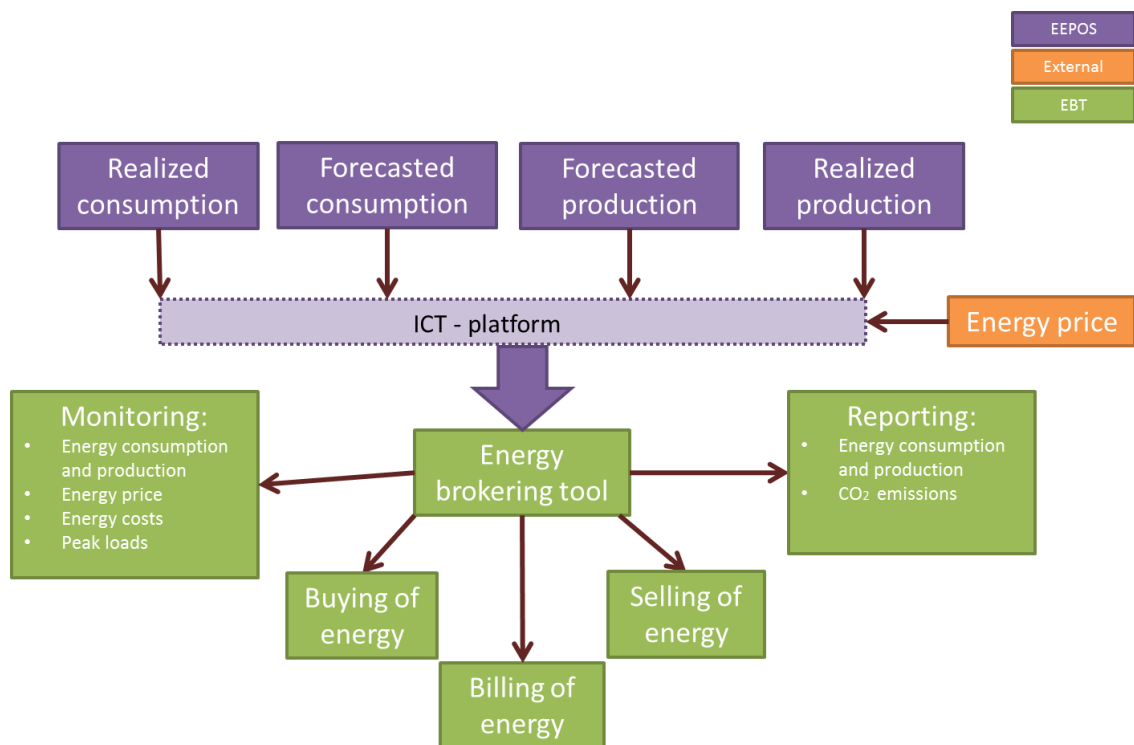 EEPOS
External
EBT
Realized
consumption
Forecasted
consumption
Forecasted
production
Realized
production
ICT - platform
Energy price
Monitoring:
• Energy consumption
and production
• Energy price
• Energy costs
• Peak loads
Energy
brokering tool
Reporting:
• Energy consumption
and production
• CO2 emissions
Buying of
energy
Selling of
energy
Billing of
energy